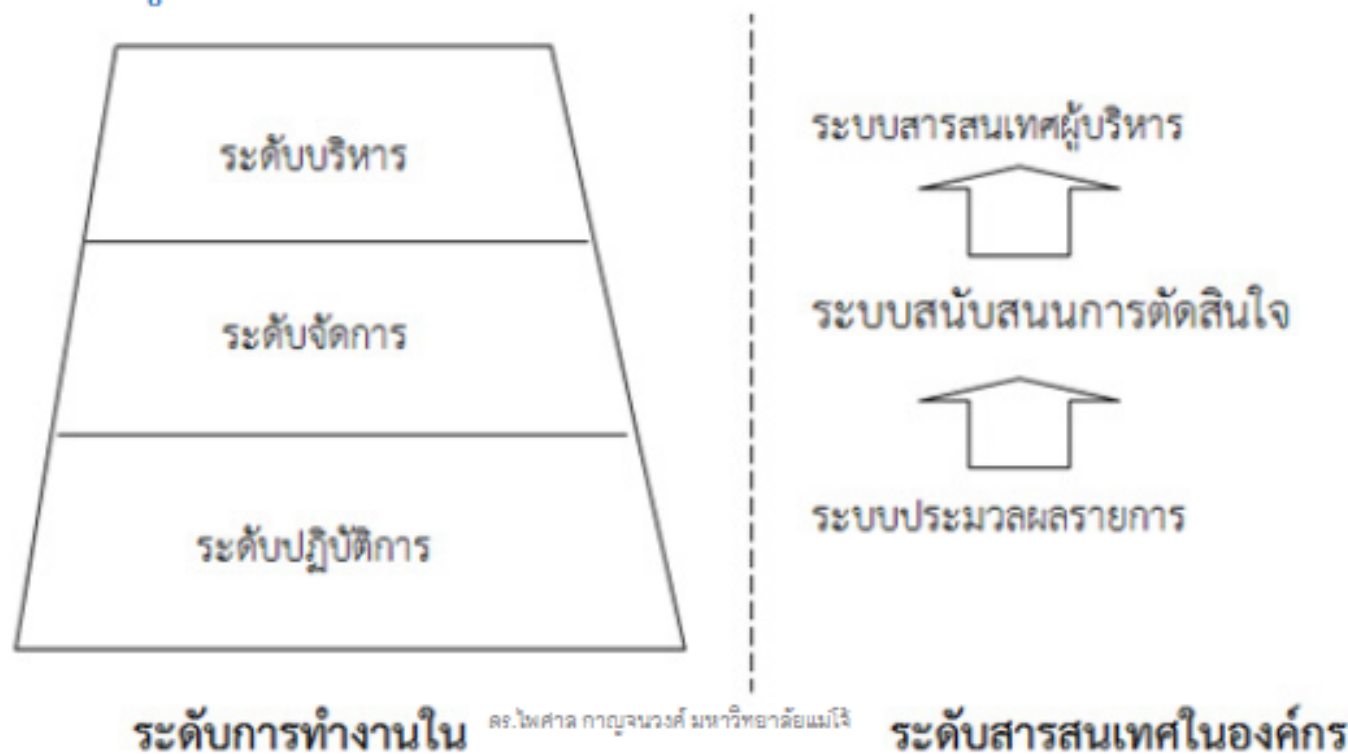 ระดับบริหาร
ระบบสารสนเทศผู้บริหาร
ระดับจัดการ
ระบบสนับสนนการตัดสินใจ
ระดับปฏิบัติการ
ระบบประมวลผลรายการ
ระดับการทำงานใน
ดร.ไพศาล กาญจนวงศ์ มหาวิทยาลัยแม่โจ้
ระดับสารสนเทศในองค์กร